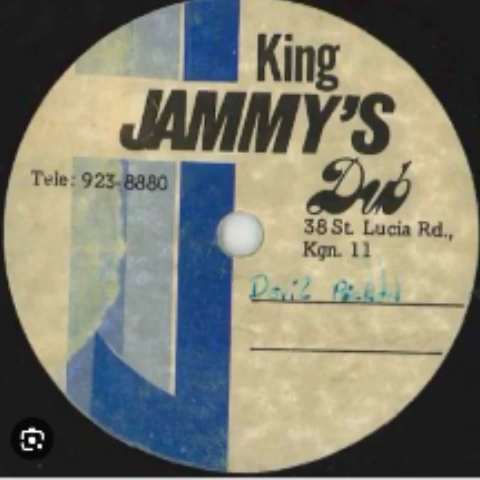 King
JAMMY'S
Dub
Tele: 923-8880
38 St. Lucia Rd.,
Kgn. 11